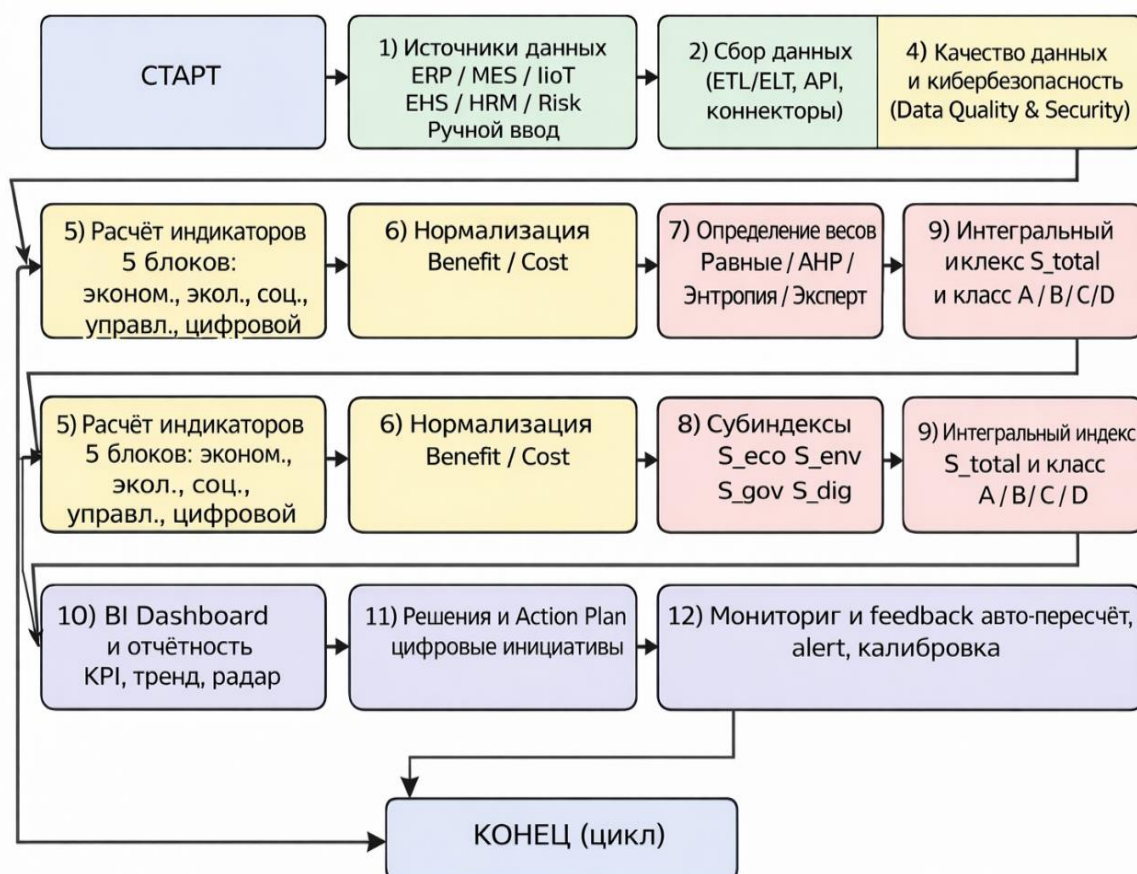 СТАРТ
1) Источники данных
ERP / MES / IioT
EHS / HRM / Risk
Ручной ввод
2) Сбор данных
(ETL/ELT, API,
коннекторы)
4) Качество данных
и кибербезопасность
(Data Quality & Security)
5) Расчёт индикаторов
5 блоков:
эконом., экол., соц.,
управл., цифровой
6) Нормализация
Benefit / Cost
7) Определение весов
Равные / AHP /
Энтропия / Эксперт
9) Интегральный
иклекс S_total
и класс A / B / C/D
5) Расчёт индикаторов
5 блоков: эконом.,
экол., соц.,
управл., цифровой
6) Нормализация
Benefit / Cost
8) Субиндексы
S_eco S_env
S_gov S_dig
9) Интегральный индекс
S_total и класс
A / B / C / D
10) BI Dashboard
и отчётность
KPI, тренд, радар
11) Решения и Action Plan
цифровые инициативы
12) Мониториг и feedback авто-пересчёт,
alert, калибровка
КОНЕЦ (цикл)